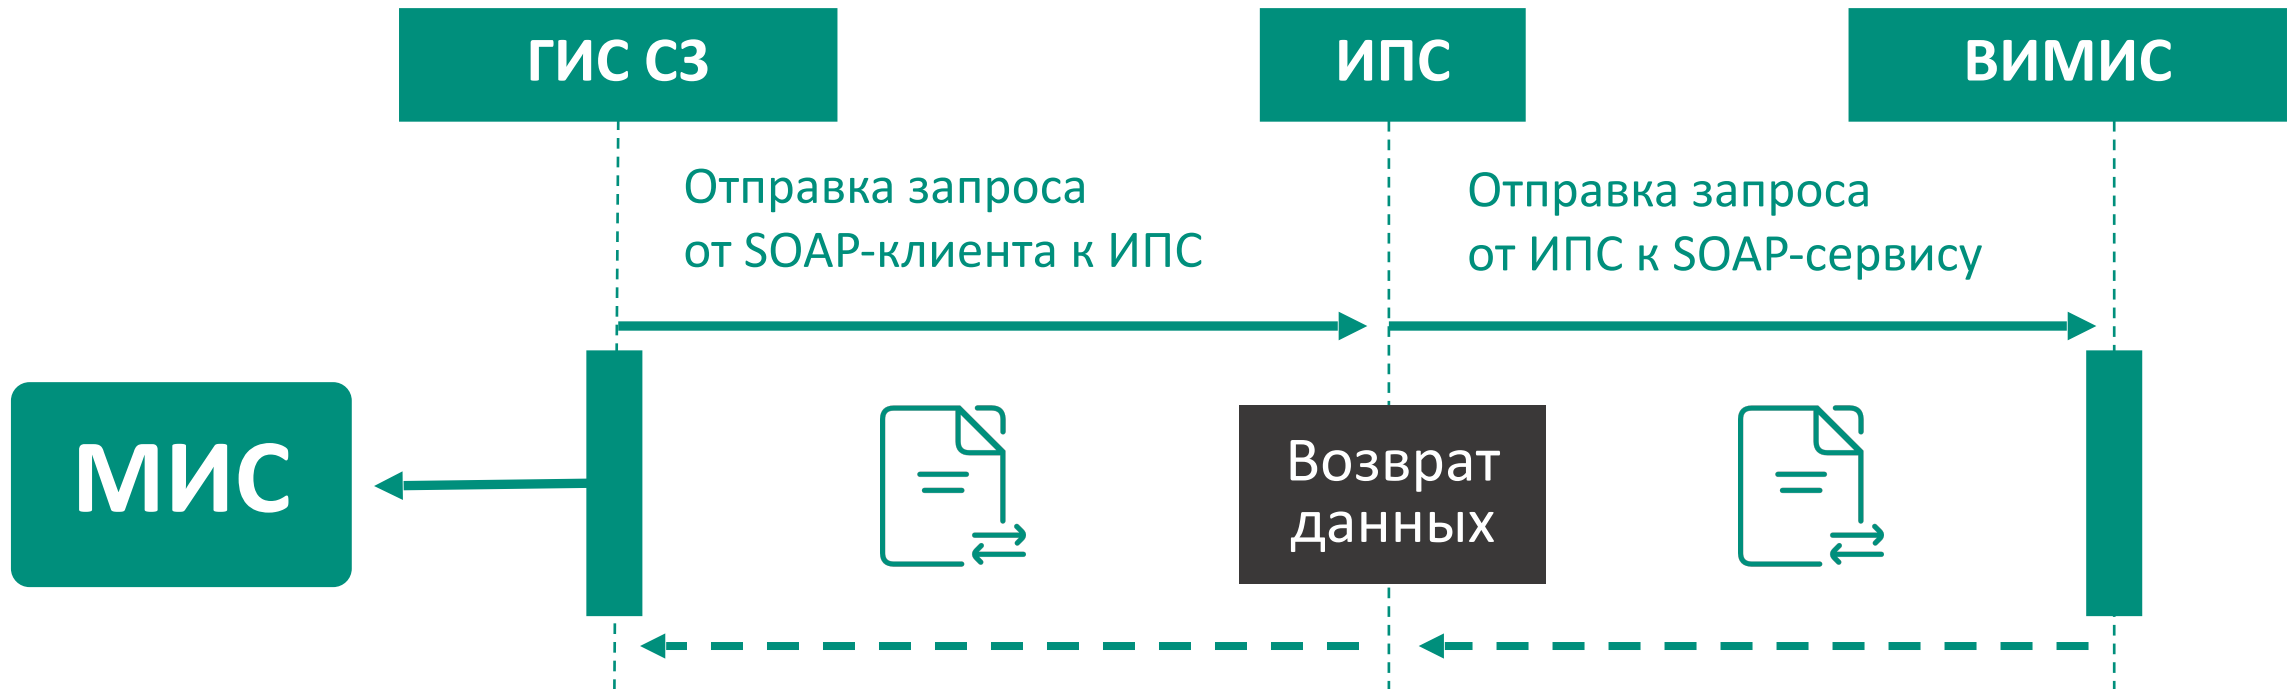 ГИС СЗ
ИПС
ВИМИС
Отправка запроса
от SOAP-клиента к ИПС
Отправка запроса
от ИПС к SOAP-сервису
МИС
Возврат
данных